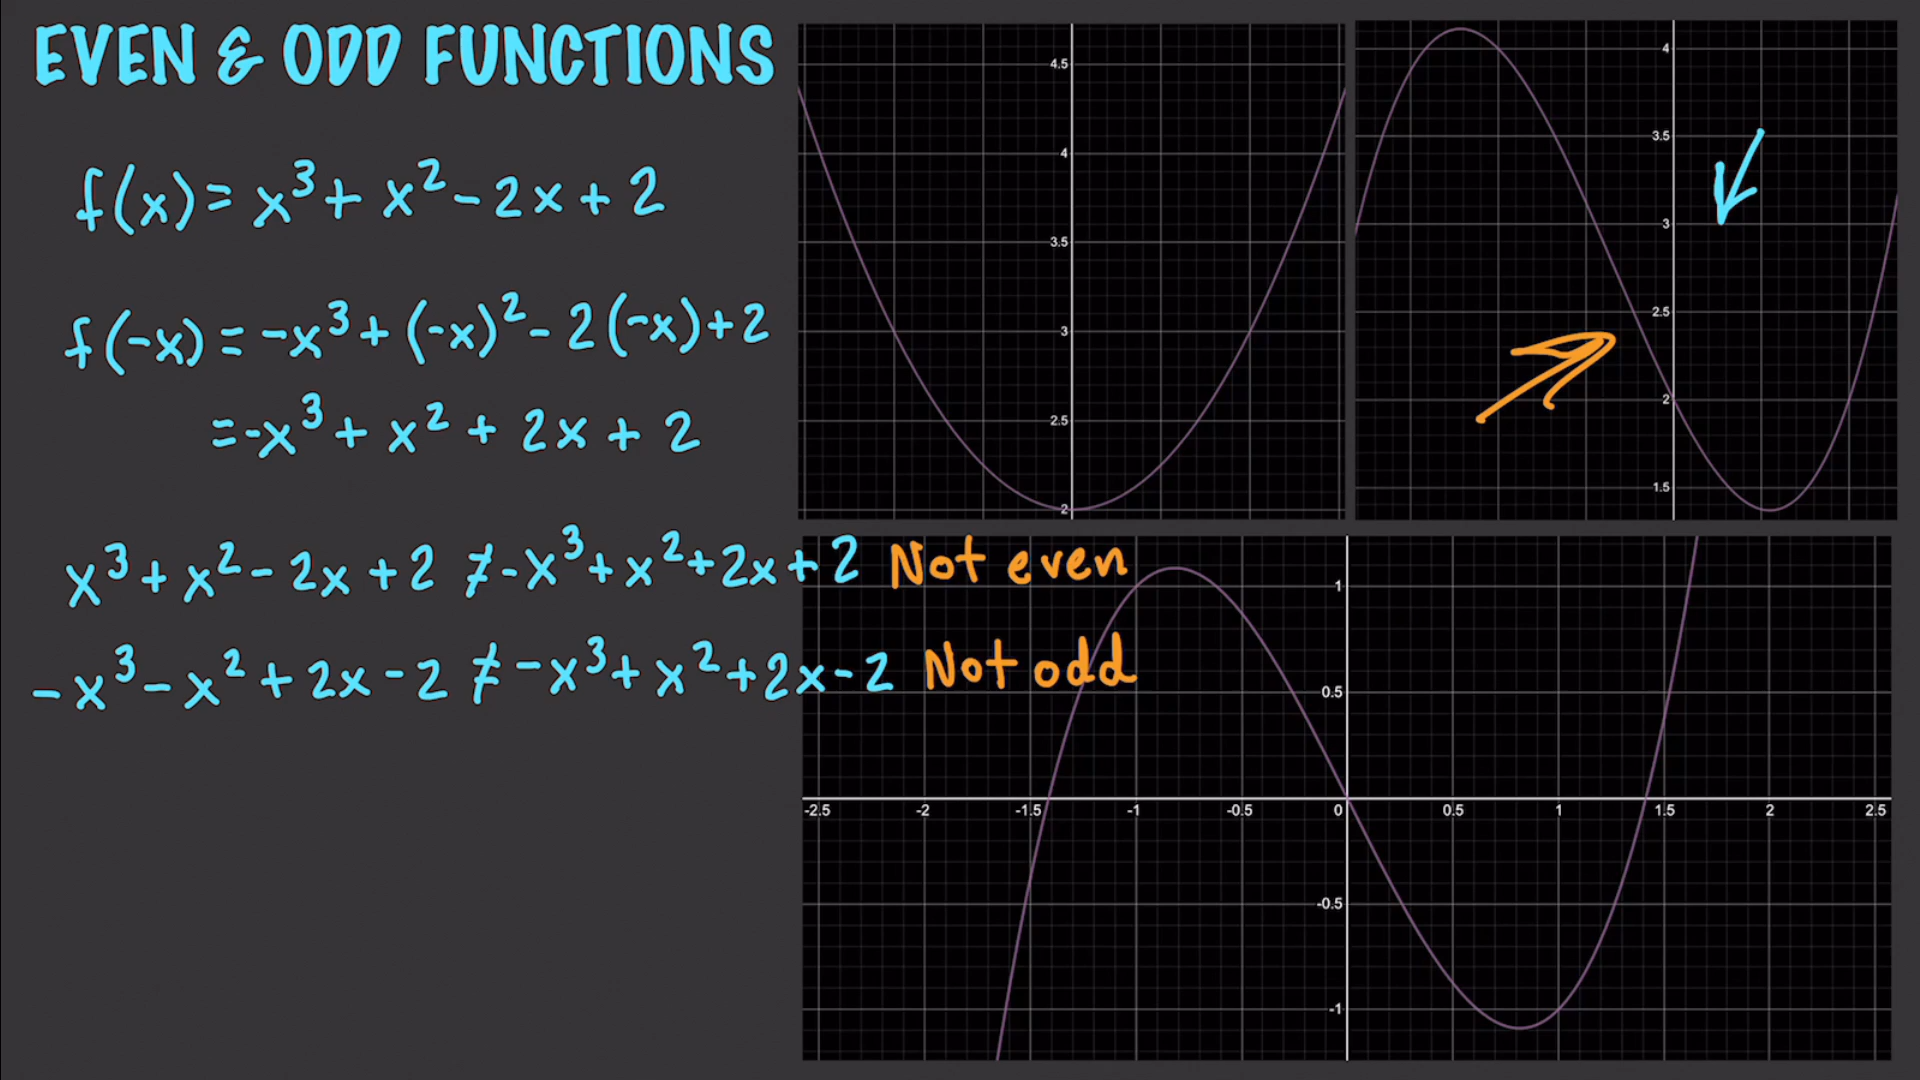 EVEN & ODD FUNCTIONS
f(x) = x³ + x² - 2x + 2
f(-x) = -x³ + (-x)² - 2(-x) + 2
= -x³ + x² + 2x + 2
x³ + x² - 2x + 2 ≠ -x³ + x² + 2x + 2 Not even
-x³ - x² + 2x - 2 ≠ -x³ + x² + 2x - 2 Not odd
4.5
4
3.5
3
2.5
2
4
3.5
3
2.5
2
1.5
1
0.5
-2.5 -2 -1.5 -1 -0.5 0 0.5 1 1.5 2 2.5
-0.5
-1